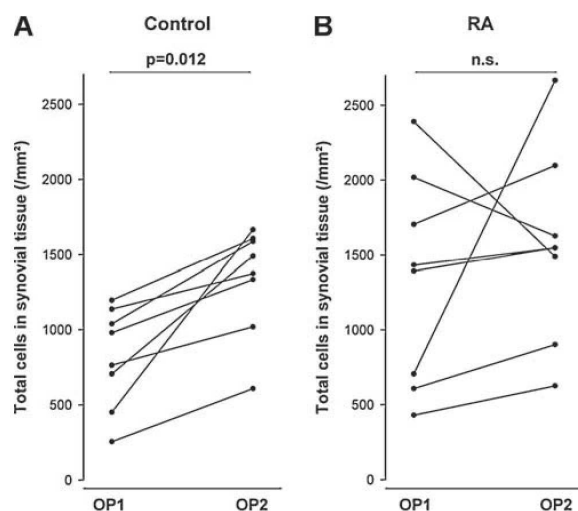 A
Control
p=0.012
Total cells in synovial tissue (/mm²)
2500
2000
1500
1000
500
0
OP1
OP2
B
RA
n.s.
Total cells in synovial tissue (/mm²)
2500
2000
1500
1000
500
0
OP1
OP2